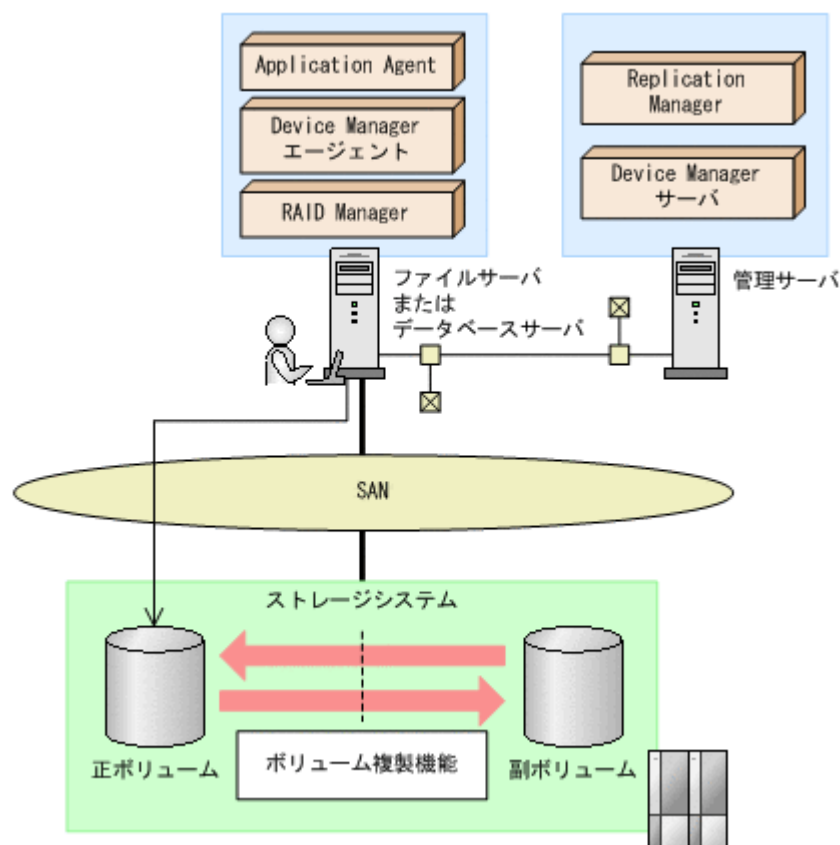 Application Agent
Device Manager
エージェント
RAID Manager
Replication
Manager
Device Manager
サーバ
ファイルサーバ
または
データベースサーバ
管理サーバ
SAN
ストレージシステム
正ボリューム
ボリューム複製機能
副ボリューム